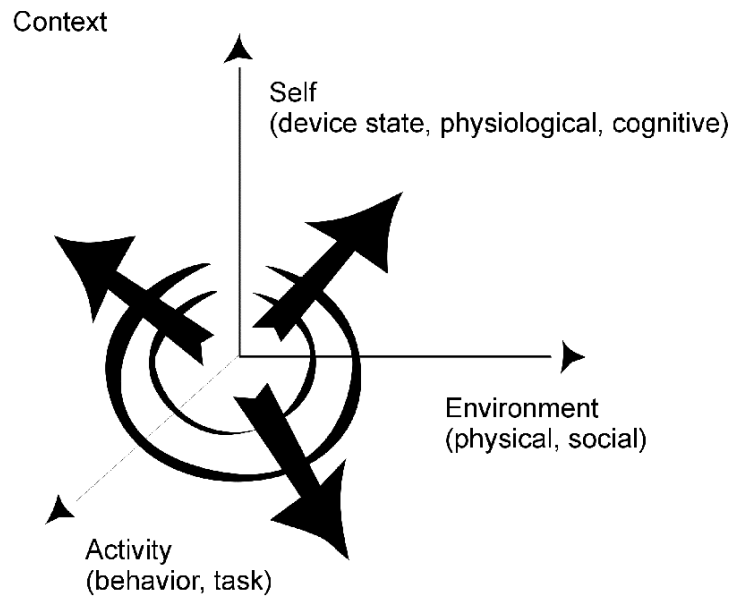 Context
Self
(device state, physiological, cognitive)
Environment
(physical, social)
Activity
(behavior, task)